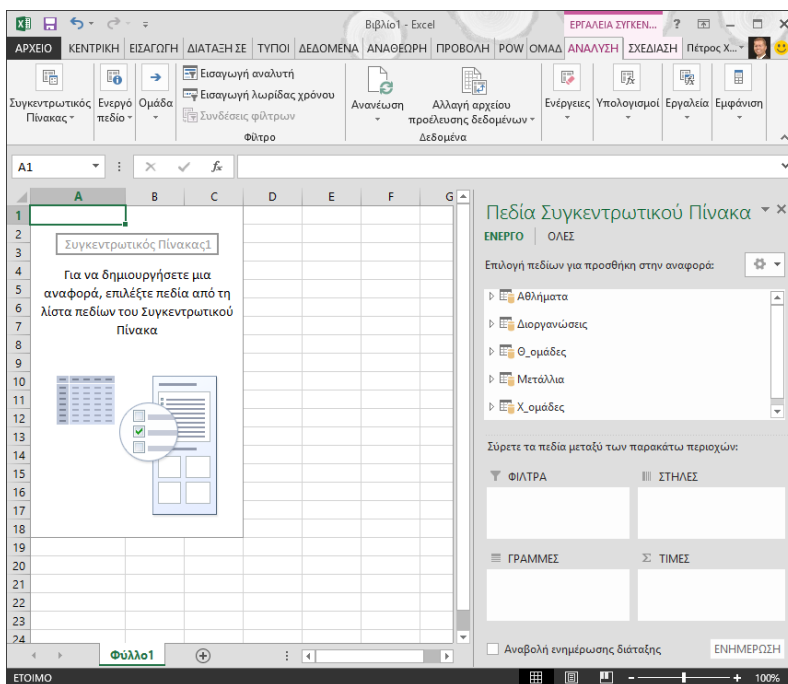 Βιβλίο1 - Excel
ΕΡΓΑΛΕΙΑ ΣΥΓΚΕΝ...
?
ΑΡΧΕΙΟ ΚΕΝΤΡΙΚΗ ΕΙΣΑΓΩΓΗ ΔΙΑΤΑΞΗ ΣΕ ΤΥΠΟΙ ΔΕΔΟΜΕΝΑ ΑΝΑΘΕΩΡΗ ΠΡΟΒΟΛΗ POW ΟΜΑΔ ΑΝΑΛΥΣΗ ΣΧΕΔΙΑΣΗ Πέτρος Χ...
Συγκεντρωτικός Πίνακας
Ενεργό πεδίο
Ομάδα
Εισαγωγή αναλυτή
Εισαγωγή λωρίδας χρόνου
Συνδέσεις φίλτρων
Φίλτρο
Ανανέωση
Αλλαγή αρχείου προέλευσης δεδομένων
Δεδομένα
Ενέργειες
Υπολογισμοί
Εργαλεία
Εμφάνιση
A1
fx
A B C D E F G
1
2
3
4
5
6
7
8
9
10
11
12
13
14
15
16
17
18
19
20
21
22
23
24
Συγκεντρωτικός Πίνακας1
Για να δημιουργήσετε μια
αναφορά, επιλέξτε πεδία από τη
λίστα πεδίων του Συγκεντρωτικού
Πίνακα
Πεδία Συγκεντρωτικού Πίνακα
ΕΝΕΡΓΟ ΟΛΕΣ
Επιλογή πεδίων για προσθήκη στην αναφορά:
Αθλήματα
Διοργανώσεις
Θ_ομάδες
Μετάλλια
Χ_ομάδες
Σύρετε τα πεδία μεταξύ των παρακάτω περιοχών:
ΦΙΛΤΡΑ
ΣΤΗΛΕΣ
ΓΡΑΜΜΕΣ
Σ ΤΙΜΕΣ
Αναβολή ενημέρωσης διάταξης
ΕΝΗΜΕΡΩΣΗ
Φύλλο1
ΕΤΟΙΜΟ
100%